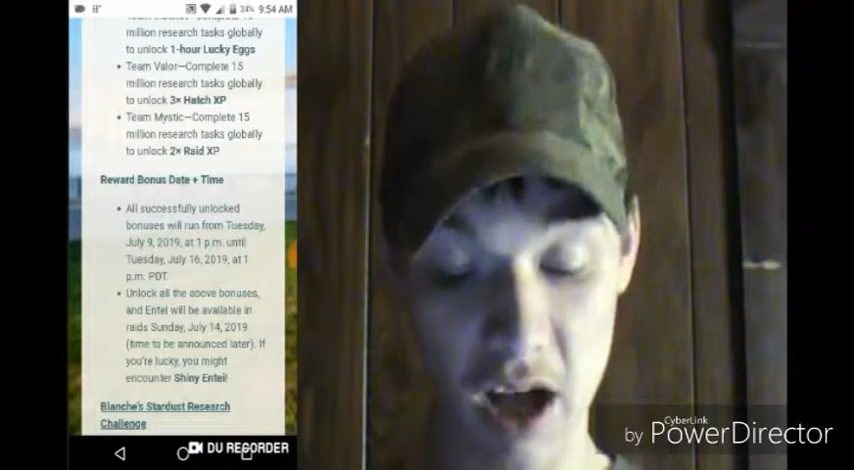 34% 9:54 AM
million research tasks globally
to unlock 1-hour Lucky Eggs
• Team Valor—Complete 15
million research tasks globally
to unlock 3× Hatch XP
• Team Mystic—Complete 15
million research tasks globally
to unlock 2× Raid XP
Reward Bonus Date + Time
• All successfully unlocked
bonuses will run from Tuesday,
July 9, 2019, at 1 p.m. until
Tuesday, July 16, 2019, at 1
p.m. PDT.
• Unlock all the above bonuses,
and Entei will be available in
raids Sunday, July 14, 2019
(time to be announced later). If
you're lucky, you might
encounter Shiny Entei!
Blanche's Stardust Research
Challenge
DU RECORDER
CyberLink
by PowerDirector